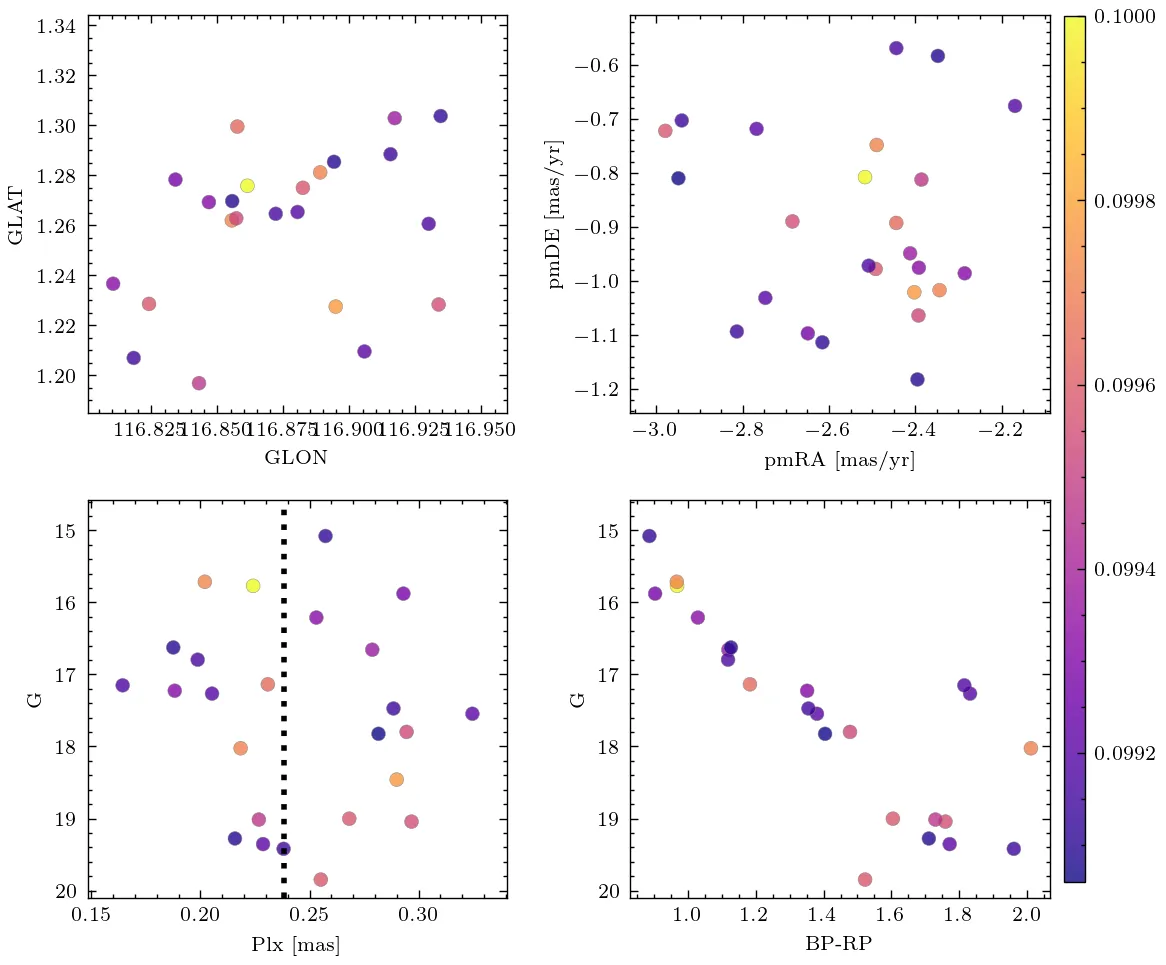 1.34
1.32
1.30
1.28
1.26
1.24
1.22
1.20
GLAT
116.825 116.850 116.875 116.900 116.925 116.950
GLON
−0.6
−0.7
−0.8
−0.9
−1.0
−1.1
−1.2
pmDE [mas/yr]
−3.0 −2.8 −2.6 −2.4 −2.2
pmRA [mas/yr]
0.1000
0.0998
0.0996
0.0994
0.0992
15
16
17
18
19
20
G
0.15 0.20 0.25 0.30
Plx [mas]
15
16
17
18
19
20
G
1.0 1.2 1.4 1.6 1.8 2.0
BP-RP